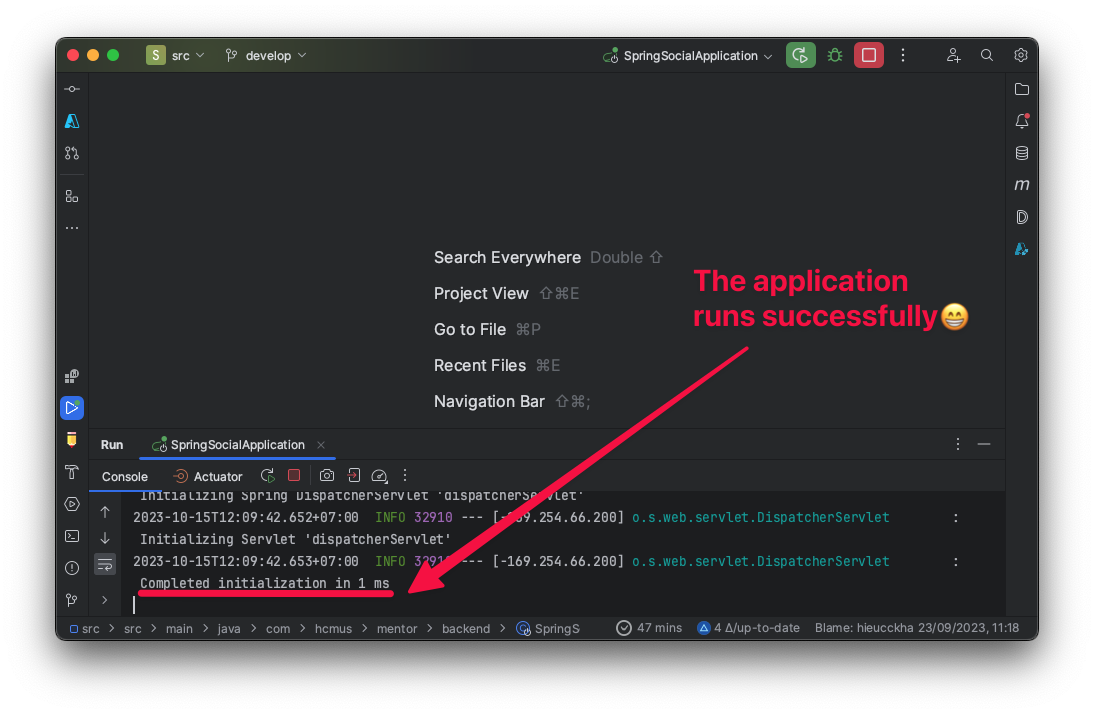 S src develop SpringSocialApplication
Search Everywhere Double ⇧
Project View ⇧⌘E
Go to File ⌘P
Recent Files ⌘E
Navigation Bar ⇧⌘;
The application
runs successfully😁
Run SpringSocialApplication
Console Actuator
Initializing Spring DispatcherServlet 'dispatcherServlet'
2023-10-15T12:09:42.652+07:00 INFO 32910 --- [-169.254.66.200] o.s.web.servlet.DispatcherServlet :
Initializing Servlet 'dispatcherServlet'
2023-10-15T12:09:42.653+07:00 INFO 32910 --- [-169.254.66.200] o.s.web.servlet.DispatcherServlet :
Completed initialization in 1 ms
src > src > main > java > com > hcmus > mentor > backend > SpringS 47 mins 4 Δ/up-to-date Blame: hieucckha 23/09/2023, 11:18